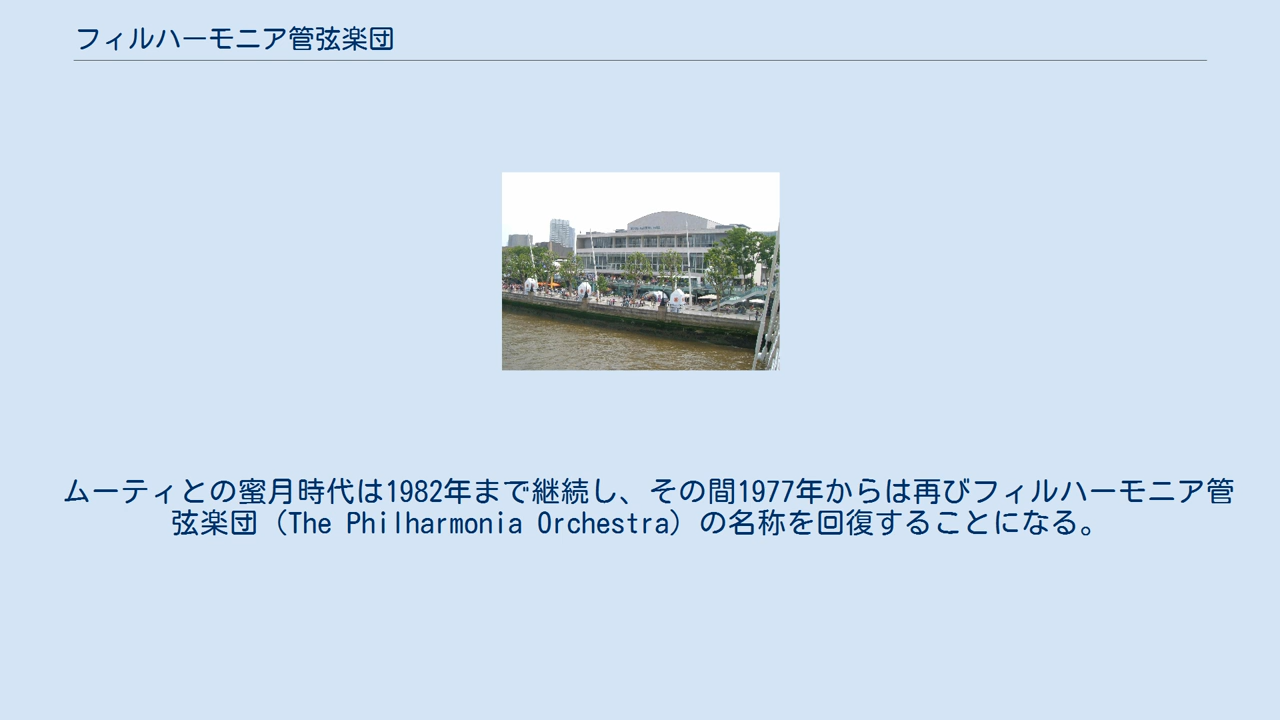 フィルハーモニア管弦楽団
ムーティとの蜜月時代は1982年まで継続し、その間1977年からは再びフィルハーモニア管
弦楽団（The Philharmonia Orchestra）の名称を回復することになる。